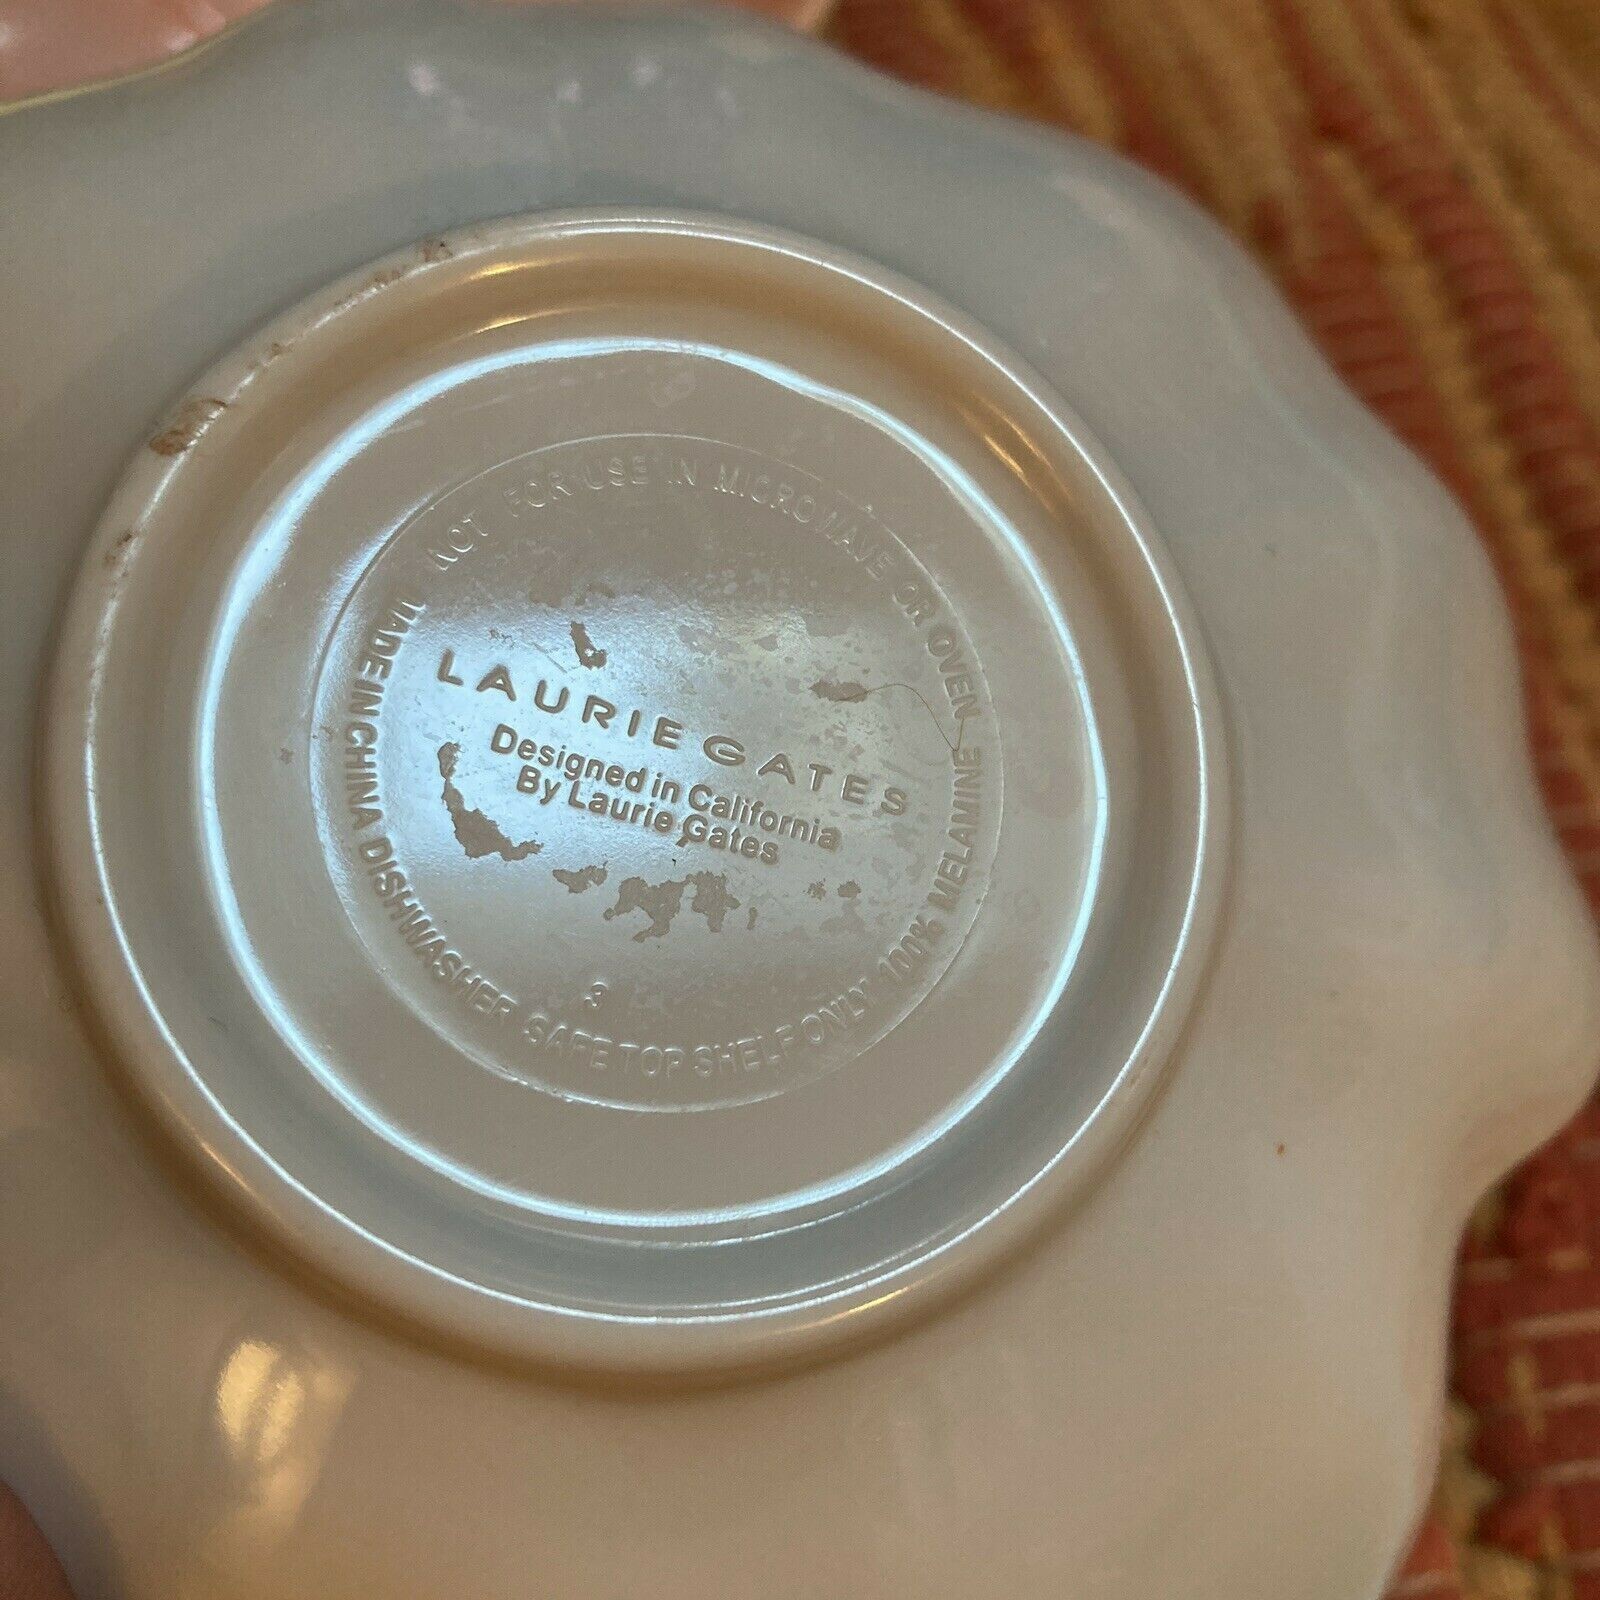 NOT FOR USE IN MICROWAVE OR OVEN
LAURIE GATES
Designed in California
By Laurie Gates
3
MADE IN CHINA DISHWASHER SAFE TOP SHELF ONLY 100% MELAMINE